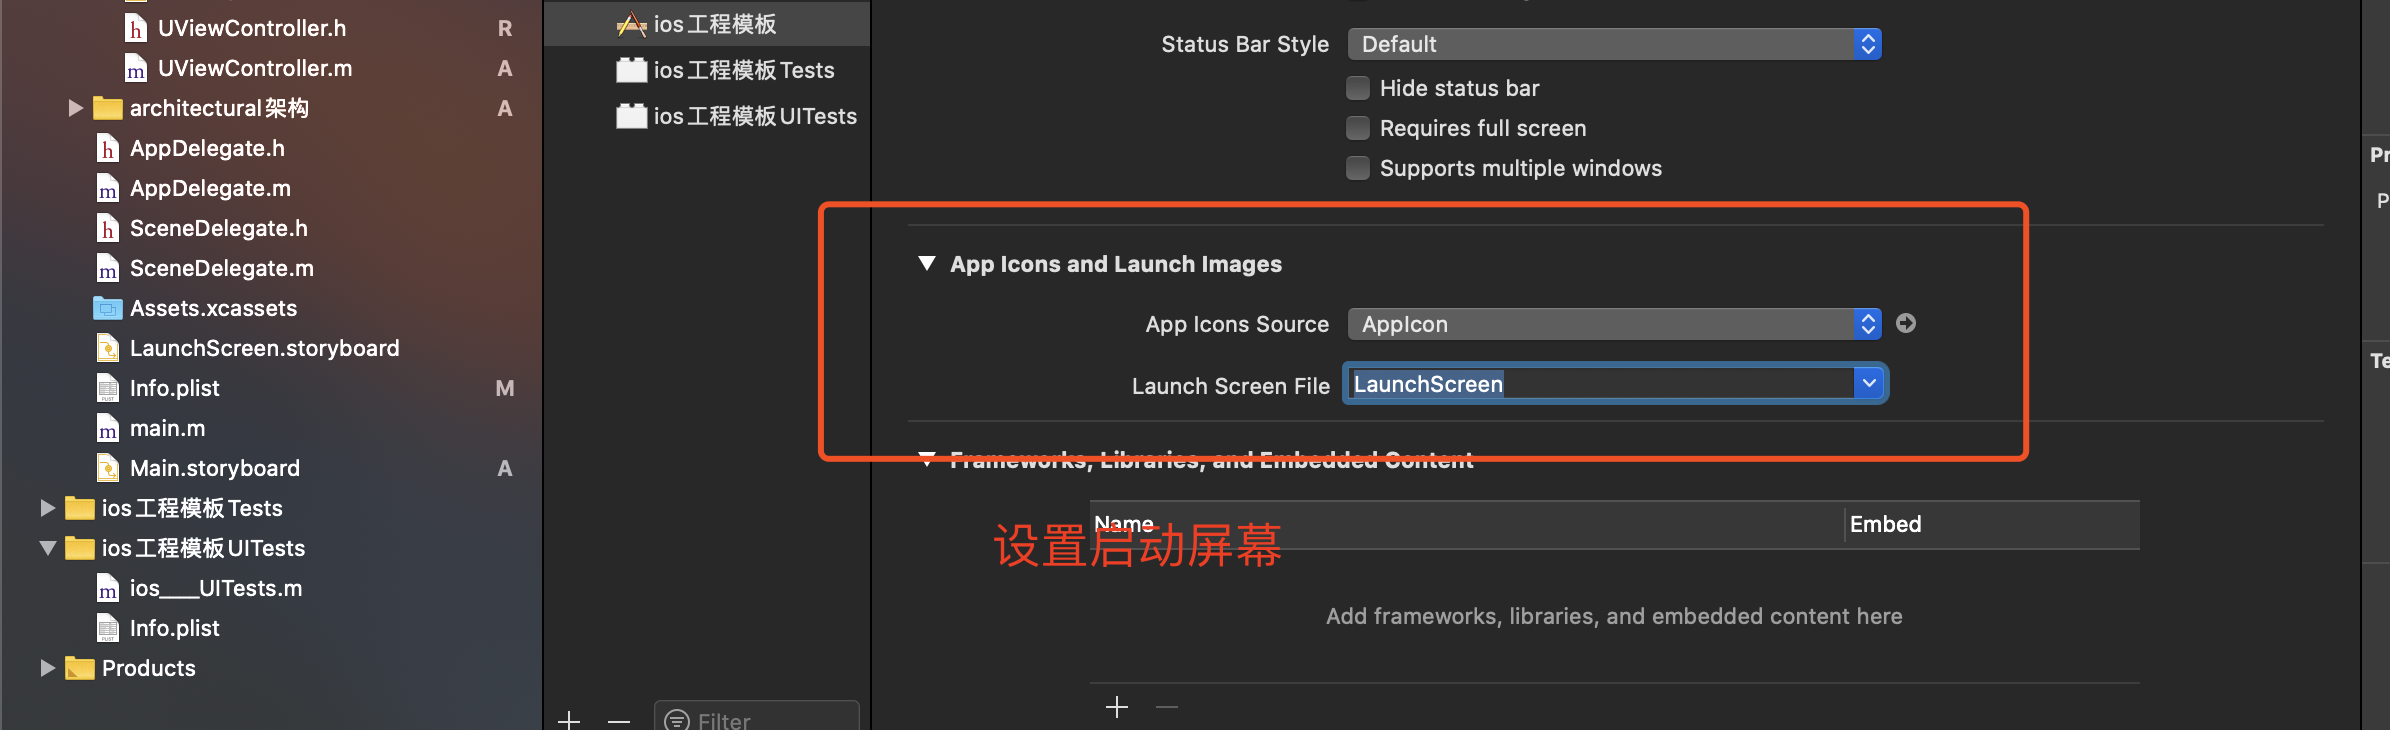 UViewController.h R
UViewController.m A
architectural架构 A
AppDelegate.h
AppDelegate.m
SceneDelegate.h
SceneDelegate.m
Assets.xcassets
LaunchScreen.storyboard
Info.plist M
main.m
Main.storyboard A
ios工程模板Tests
ios工程模板UITests
ios____UITests.m
Info.plist
Products
ios工程模板
ios工程模板Tests
ios工程模板UITests
Filter
Status Bar Style Default
Hide status bar
Requires full screen
Supports multiple windows
App Icons and Launch Images
App Icons Source AppIcon
Launch Screen File LaunchScreen
Frameworks, Libraries, and Embedded Content
Name Embed
设置启动屏幕
Add frameworks, libraries, and embedded content here